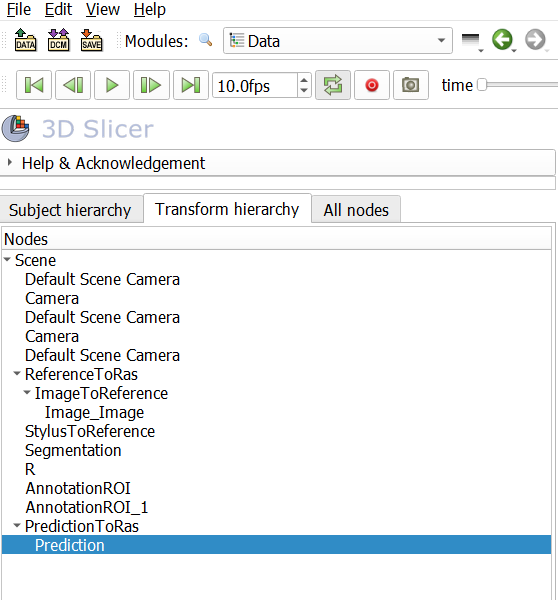 File Edit View Help
DATA DCM SAVE Modules: Data
10.0fps time
3D Slicer
Help & Acknowledgement
Subject hierarchy Transform hierarchy All nodes
Nodes
Scene
Default Scene Camera
Camera
Default Scene Camera
Camera
Default Scene Camera
ReferenceToRas
ImageToReference
Image_Image
StylusToReference
Segmentation
R
AnnotationROI
AnnotationROI_1
PredictionToRas
Prediction